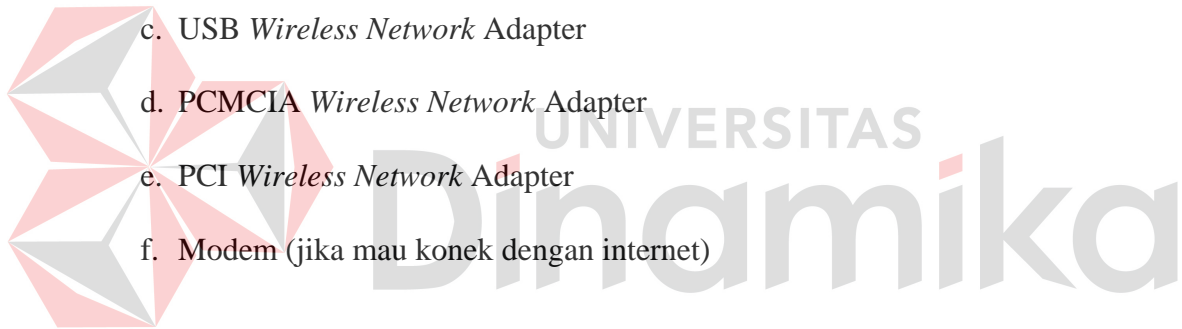 c. USB Wireless Network Adapter
d. PCMCIA Wireless Network Adapter
UNIVERSITAS
Dinamika
e. PCI Wireless Network Adapter
f. Modem (jika mau konek dengan internet)